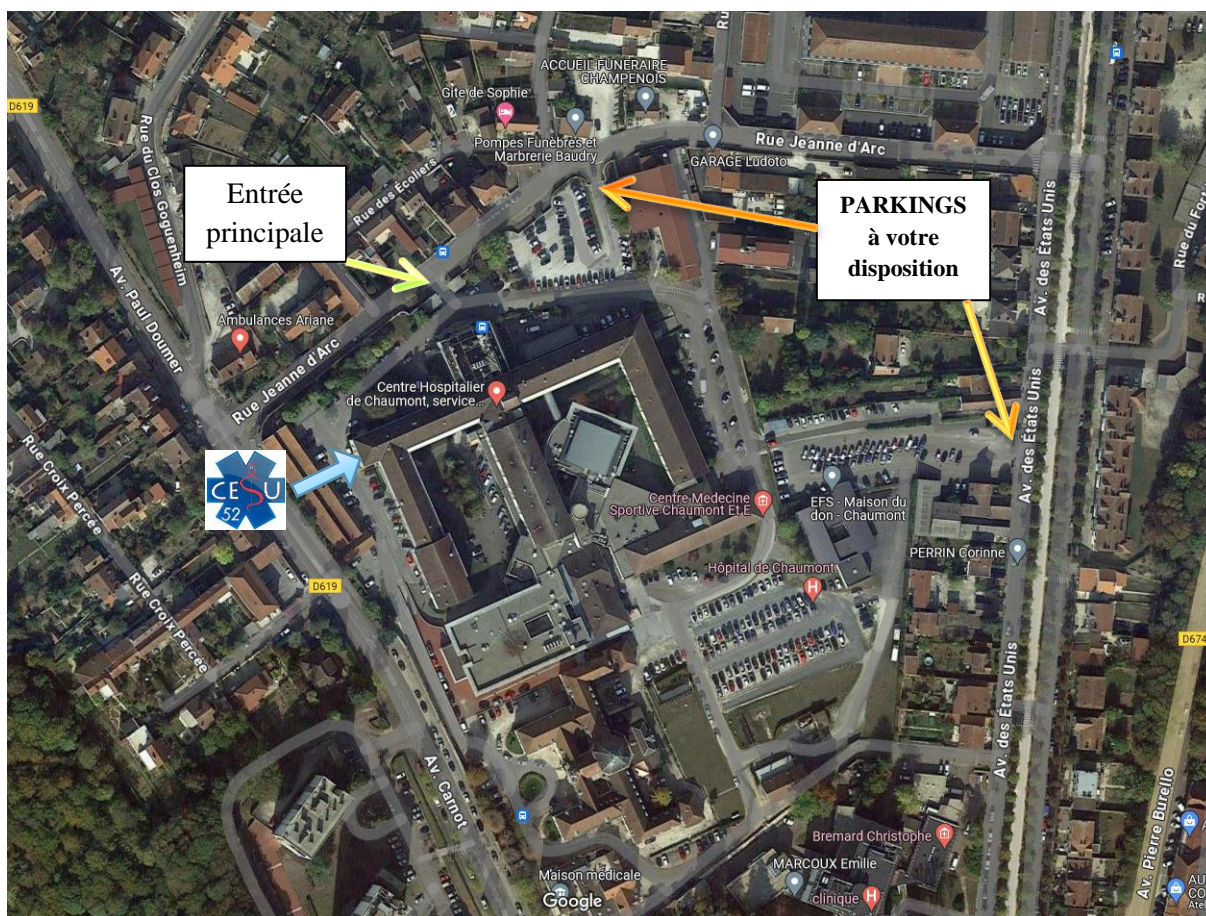 D619
Rue du Clos Goguenheim
Av. Paul Doumer
Gîte de Sophie
ACCUEIL FUNERAIRE
CHAMPENOIS
Pompes Funèbres et
Marbrerie Baudry
GARAGE Ludoto
Rue Jeanne d'Arc
Rue des Écoliers
Entrée
principale
PARKINGS
à votre
disposition
Av. des États Unis
Rue du Fort
Ambulances Ariane
Rue Jeanne d'Arc
Centre Hospitalier
de Chaumont, service...
Rue Croix Percée
CESU
52
Centre Medecine
Sportive Chaumont Et,E
EFS - Maison du
don - Chaumont
Av. des États Unis
PERRIN Corinne
Hôpital de Chaumont
H
D619
Rue Croix Percée
D674
Av. des États Unis
Av. Carnot
Av. Pierre Burello
Bremard Christophe
MARCOUX Emilie
Maison médicale
clinique
H
Google
AU
CO
Atel